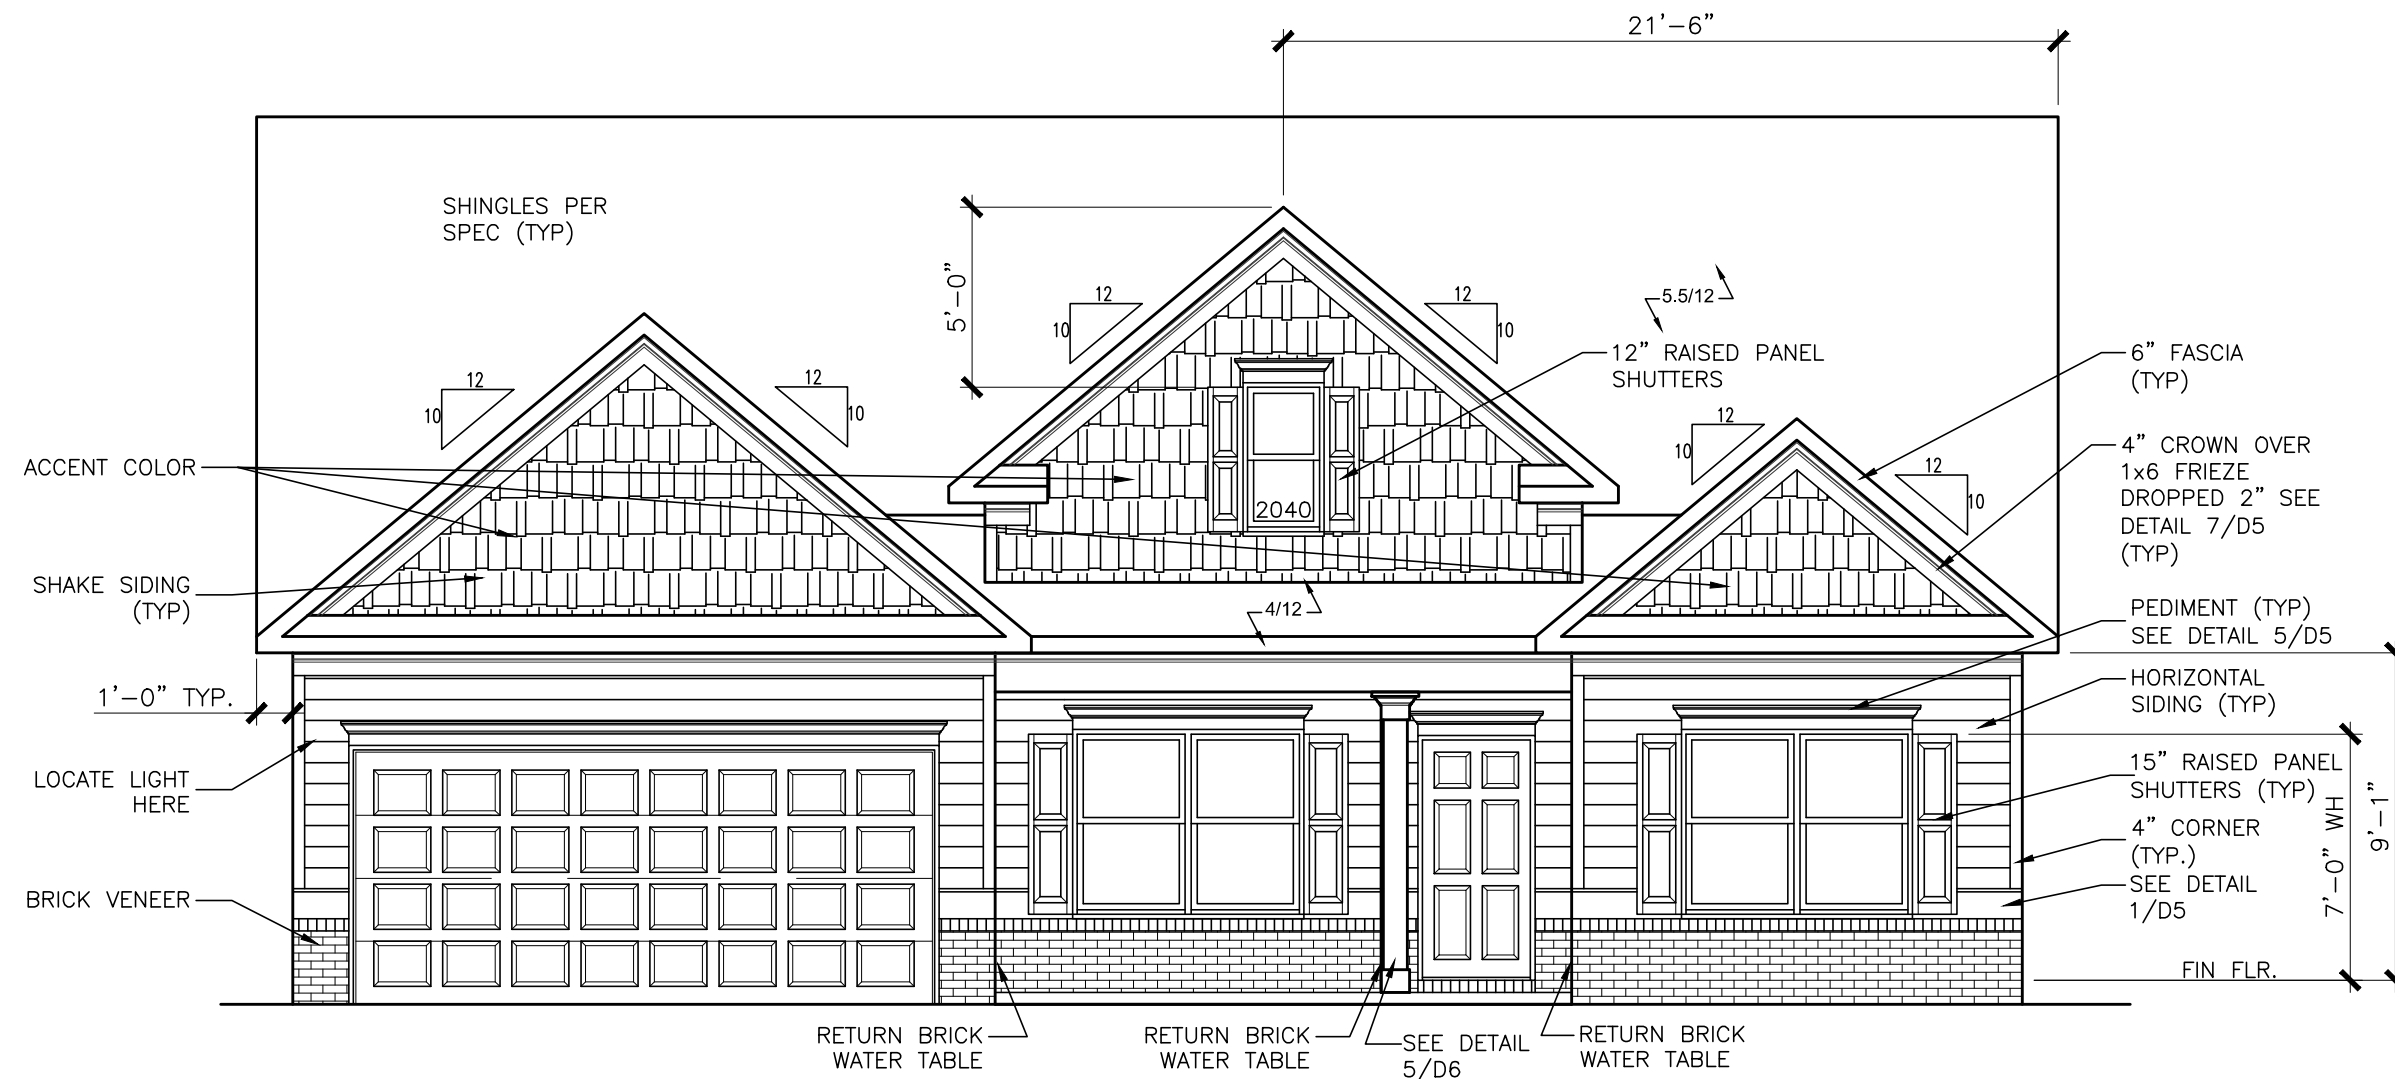 21'-6"
SHINGLES PER
SPEC (TYP)
5'-0"
12
10
12
10
5.5/12
12" RAISED PANEL
SHUTTERS
6" FASCIA
(TYP)
12
10
12
10
12
10
12
10
ACCENT COLOR
4" CROWN OVER
1x6 FRIEZE
DROPPED 2" SEE
DETAIL 7/D5
(TYP)
2040
SHAKE SIDING
(TYP)
4/12
PEDIMENT (TYP)
SEE DETAIL 5/D5
1'-0" TYP.
HORIZONTAL
SIDING (TYP)
LOCATE LIGHT
HERE
15" RAISED PANEL
SHUTTERS (TYP)
7'-0" WH
9'-1"
4" CORNER
(TYP.)
SEE DETAIL
1/D5
BRICK VENEER
FIN FLR.
RETURN BRICK
WATER TABLE
RETURN BRICK
WATER TABLE
SEE DETAIL
5/D6
RETURN BRICK
WATER TABLE